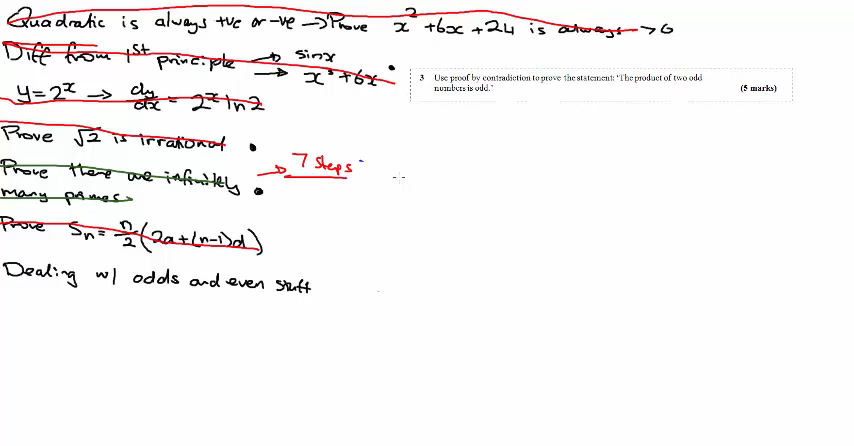 Quadratic is always +ve or -ve → Prove x² + 6x + 24 is always > 0
Diff from 1st principle → sinx
→ x³ + 6x
y = 2^x → dy/dx = 2^x ln 2
Prove √2 is irrational
Prove there are infinitely
many primes
→ 7 steps
Prove Sn = n/2 (2a + (n-1)d)
Dealing w/ odds and even stuff
3 Use proof by contradiction to prove the statement: 'The product of two odd
numbers is odd.' (5 marks)